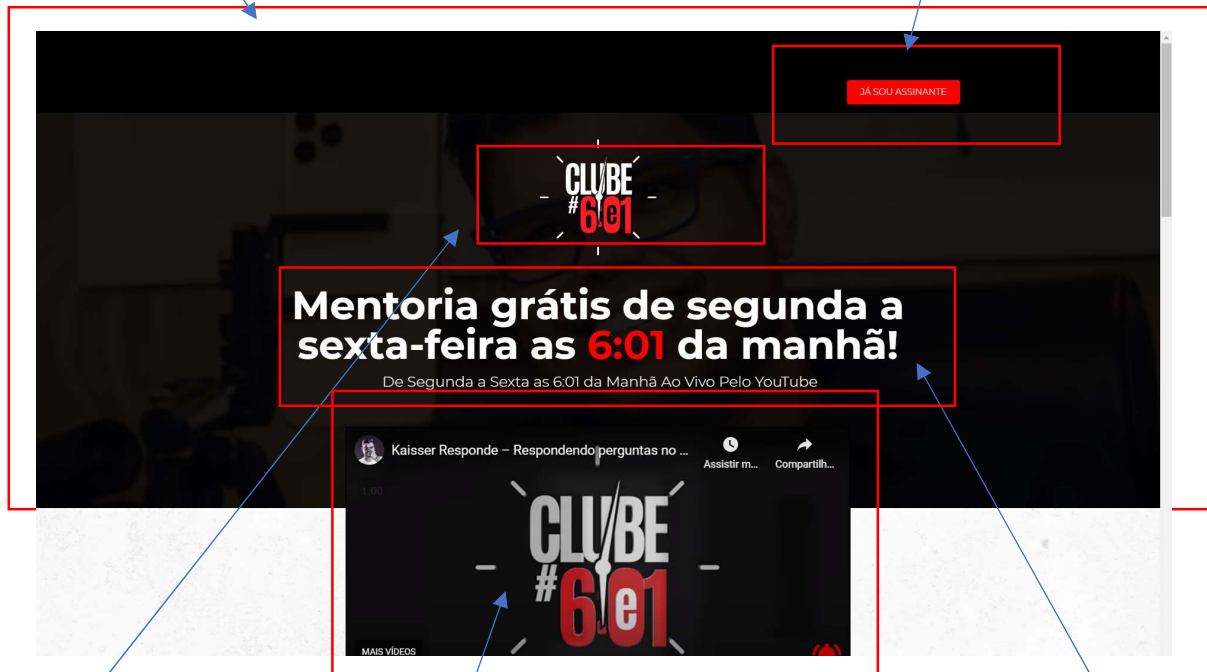 JÁ SOU ASSINANTE
CLUBE
#6e1
Mentoria grátis de segunda a
sexta-feira as 6:01 da manhã!
De Segunda a Sexta as 6:01 da Manhã Ao Vivo Pelo YouTube
Kaisser Responde – Respondendo perguntas no ...
Assistir m... Compartilh...
1.00
CLUBE
#6e1
MAIS VÍDEOS